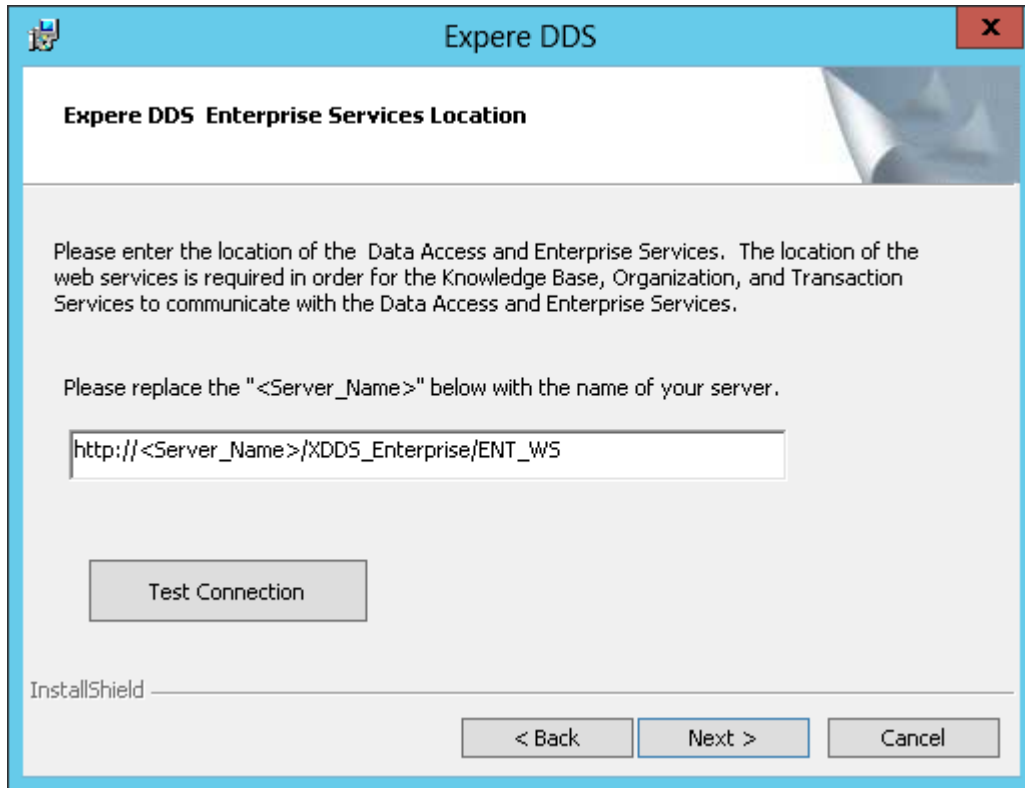 Expere DDS
X
Expere DDS  Enterprise Services Location
Please enter the location of the  Data Access and Enterprise Services.  The location of the
web services is required in order for the Knowledge Base, Organization, and Transaction
Services to communicate with the Data Access and Enterprise Services.
Please replace the "<Server_Name>" below with the name of your server.
http://<Server_Name>/XDDS_Enterprise/ENT_WS
Test Connection
InstallShield
< Back
Next >
Cancel